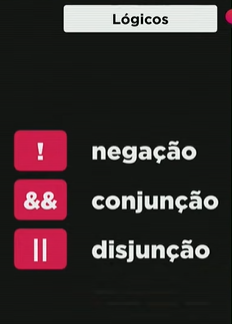 Lógicos
! negação
&& conjunção
|| disjunção